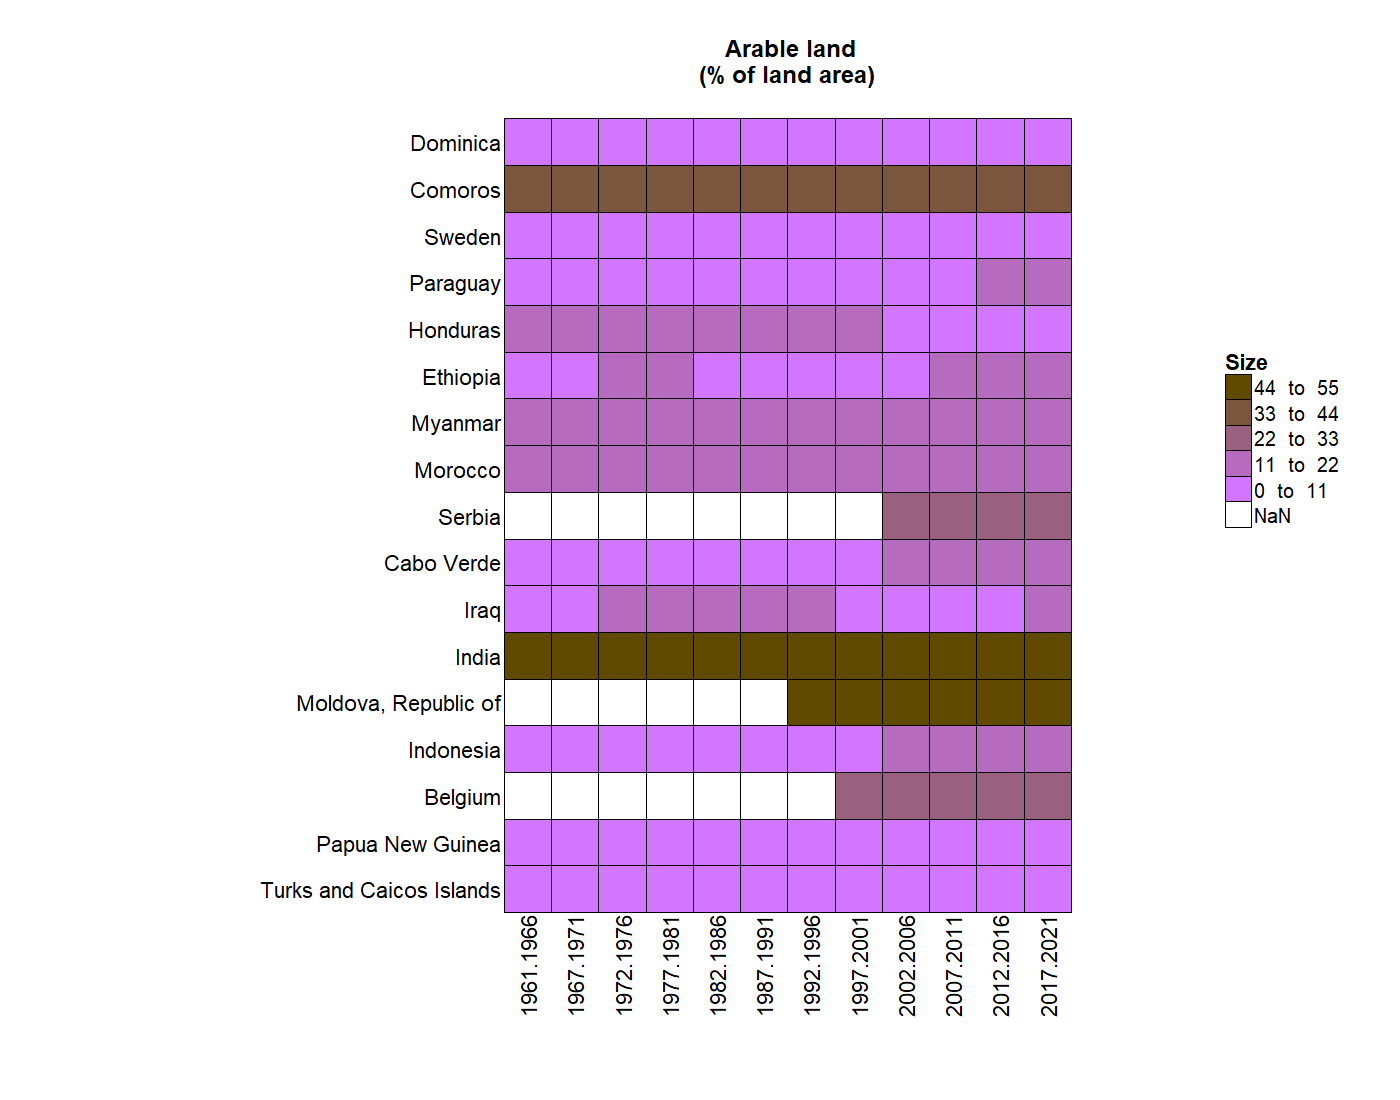 Arable land
(% of land area)
Dominica
Comoros
Sweden
Paraguay
Honduras
Ethiopia
Myanmar
Morocco
Serbia
Cabo Verde
Iraq
India
Moldova, Republic of
Indonesia
Belgium
Papua New Guinea
Turks and Caicos Islands
1961.1966
1967.1971
1972.1976
1977.1981
1982.1986
1987.1991
1992.1996
1997.2001
2002.2006
2007.2011
2012.2016
2017.2021
Size
44 to 55
33 to 44
22 to 33
11 to 22
0 to 11
NaN